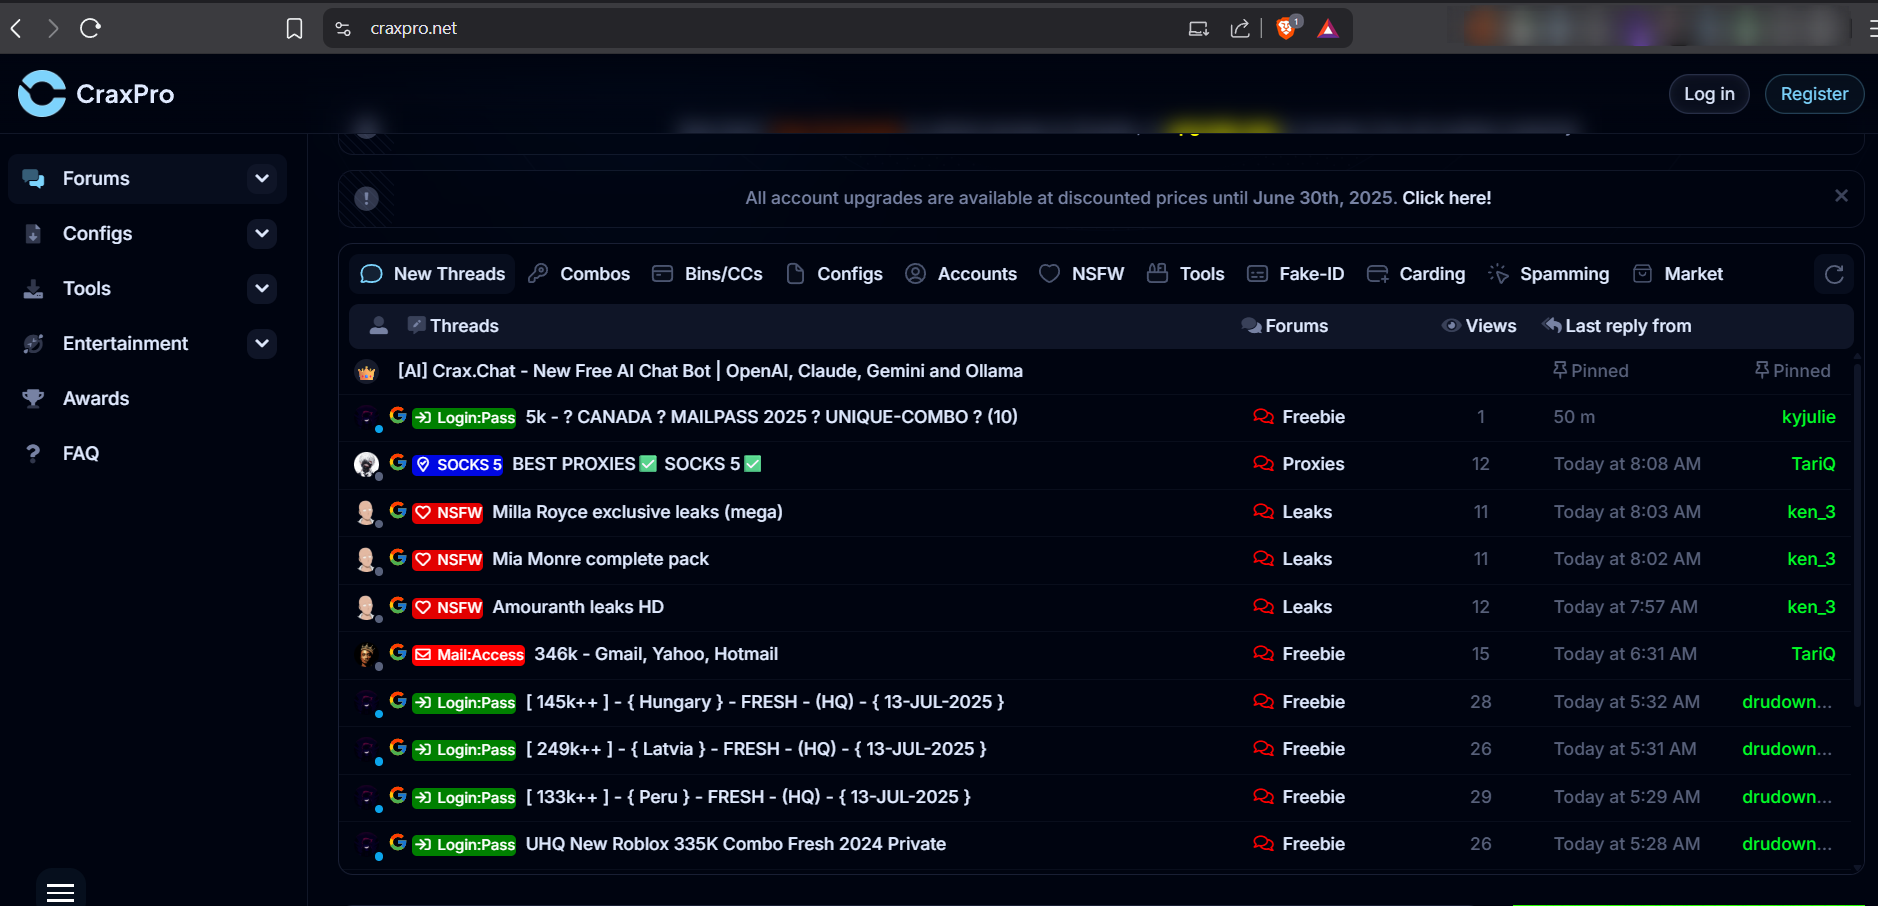 craxpro.net
1
CraxPro
Log in
Register
Forums
Configs
Tools
Entertainment
Awards
FAQ
All account upgrades are available at discounted prices until June 30th, 2025. Click here!
New Threads Combos Bins/CCs Configs Accounts NSFW Tools Fake-ID Carding Spamming Market
Threads Forums Views Last reply from
[AI] Crax.Chat - New Free AI Chat Bot | OpenAI, Claude, Gemini and Ollama Pinned Pinned
Login:Pass 5k - ? CANADA ? MAILPASS 2025 ? UNIQUE-COMBO ? (10) Freebie 1 50 m kyjulie
SOCKS 5 BEST PROXIES✅ SOCKS 5✅ Proxies 12 Today at 8:08 AM TariQ
NSFW Milla Royce exclusive leaks (mega) Leaks 11 Today at 8:03 AM ken_3
NSFW Mia Monre complete pack Leaks 11 Today at 8:02 AM ken_3
NSFW Amouranth leaks HD Leaks 12 Today at 7:57 AM ken_3
Mail:Access 346k - Gmail, Yahoo, Hotmail Freebie 15 Today at 6:31 AM TariQ
Login:Pass [ 145k++ ] - { Hungary } - FRESH - (HQ) - { 13-JUL-2025 } Freebie 28 Today at 5:32 AM drudown...
Login:Pass [ 249k++ ] - { Latvia } - FRESH - (HQ) - { 13-JUL-2025 } Freebie 26 Today at 5:31 AM drudown...
Login:Pass [ 133k++ ] - { Peru } - FRESH - (HQ) - { 13-JUL-2025 } Freebie 29 Today at 5:29 AM drudown...
Login:Pass UHQ New Roblox 335K Combo Fresh 2024 Private Freebie 26 Today at 5:28 AM drudown...